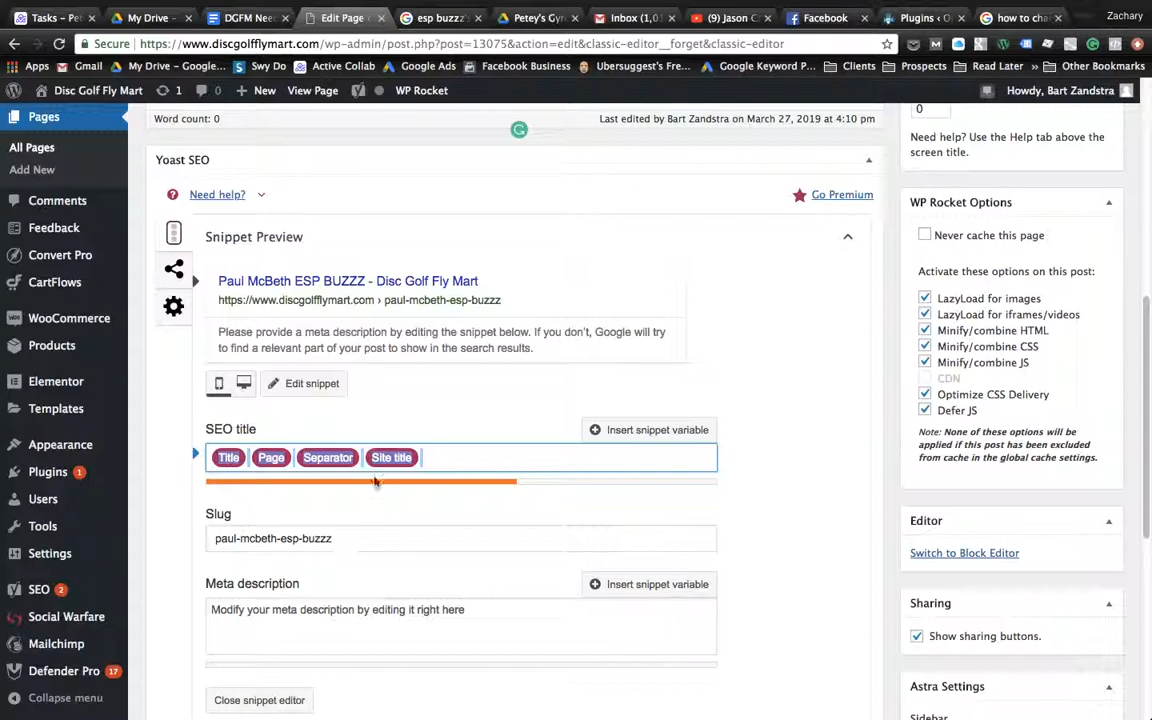 Tasks - Pet
My Drive -
DGFM Nee
Edit Page
esp buzz's
Petey's Gyr
Inbox (1,0
(7) Jason C
Facebook
Plugins ‹ O
how to cha
Zachary
Secure
https://www.discgolfflymart.com/wp-admin/post.php?post=13075&action=edit&classic-editor__forget&classic-editor
Apps
Gmail
My Drive - Google...
Swy Do
Active Collab
Google Ads
Facebook Business
Ubersuggest's Fre...
Google Keyword P...
Clients
Prospects
Read Later
Other Bookmarks
Disc Golf Fly Mart
1
0
New
View Page
WP Rocket
Howdy, Bart Zandstra
Pages
All Pages
Add New
Comments
Feedback
Convert Pro
CartFlows
WooCommerce
Products
Elementor
Templates
Appearance
Plugins 1
Users
Tools
Settings
SEO 2
Social Warfare
Mailchimp
Defender Pro 17
Collapse menu
Word count: 0
Last edited by Bart Zandstra on March 27, 2019 at 4:10 pm
Yoast SEO
Need help?
Go Premium
Snippet Preview
Paul McBeth ESP BUZZZ - Disc Golf Fly Mart
https://www.discgolfflymart.com › paul-mcbeth-esp-buzzz
Please provide a meta description by editing the snippet below. If you don't, Google will try
to find a relevant part of your post to show in the search results.
Edit snippet
SEO title
Insert snippet variable
Title Page Separator Site title
Slug
paul-mcbeth-esp-buzzz
Meta description
Insert snippet variable
Modify your meta description by editing it right here
Close snippet editor
0
Need help? Use the Help tab above the
screen title.
WP Rocket Options
Never cache this page
Activate these options on this post:
LazyLoad for images
LazyLoad for iframes/videos
Minify/combine HTML
Minify/combine CSS
Minify/combine JS
CDN
Optimize CSS Delivery
Defer JS
Note: None of these options will be
applied if this post has been excluded
from cache in the global cache settings.
Editor
Switch to Block Editor
Sharing
Show sharing buttons.
Astra Settings
Sidebar